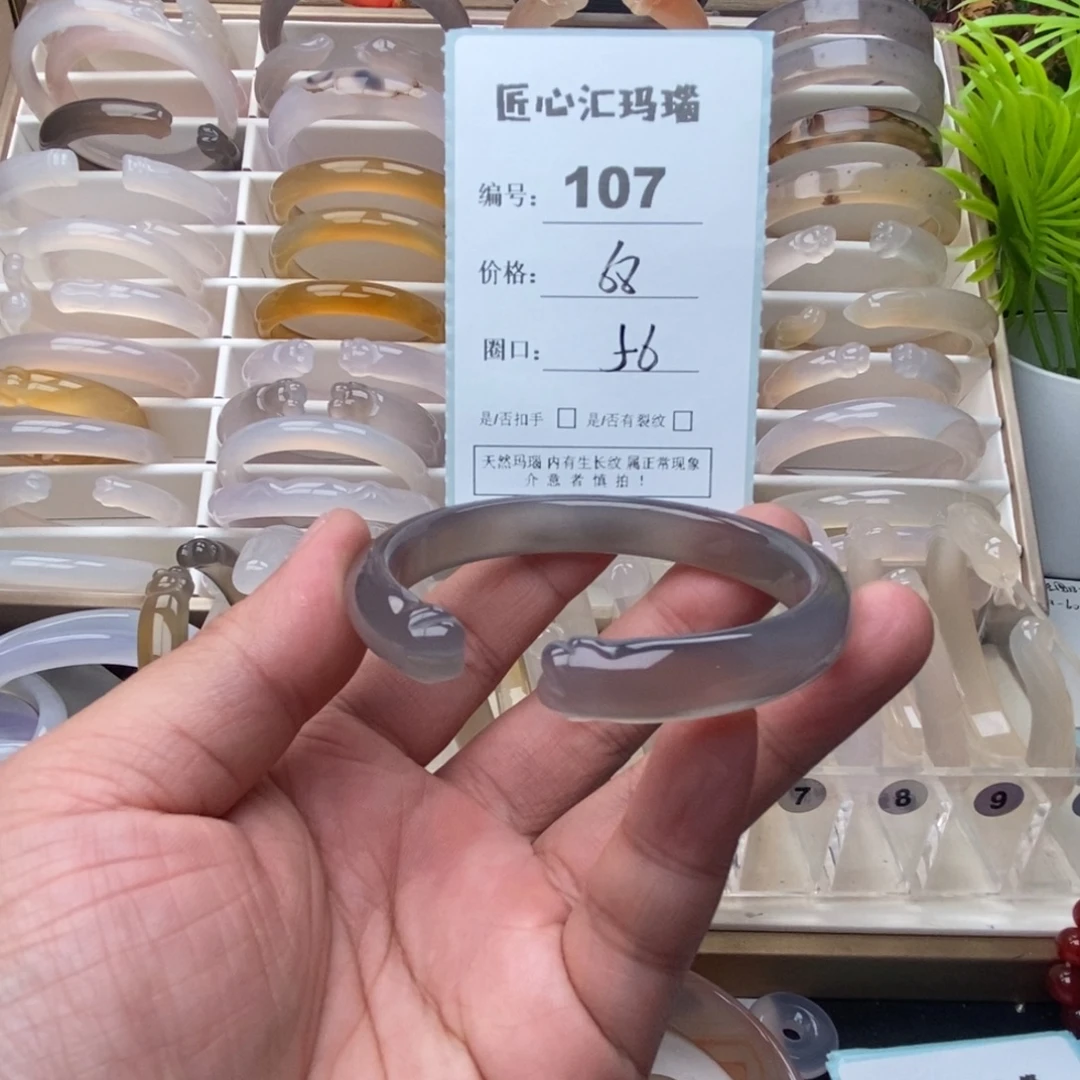 匠心汇玛瑙
编号: 107
价格: 68
圈口: 56
是/否扣手 □ 是/否有裂纹 □
天然玛瑙 内有生长纹 属正常现象
介意者慎拍!
7 8 9